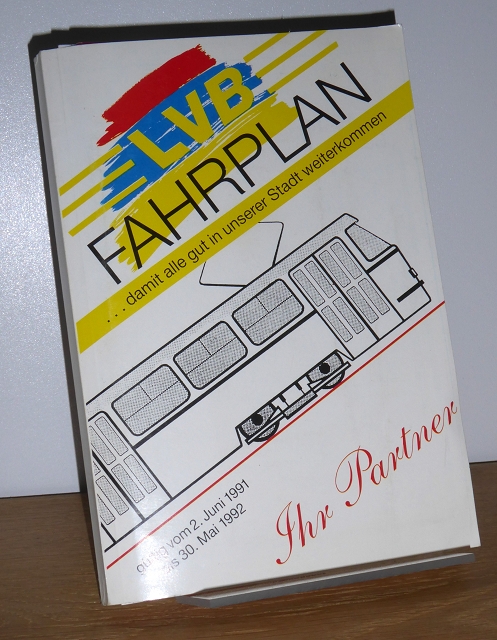 LVB
FAHRPLAN
...damit alle gut in unserer Stadt weiterkommen
gültig vom 2. Juni 1991
bis 30. Mai 1992
Ihr Partner